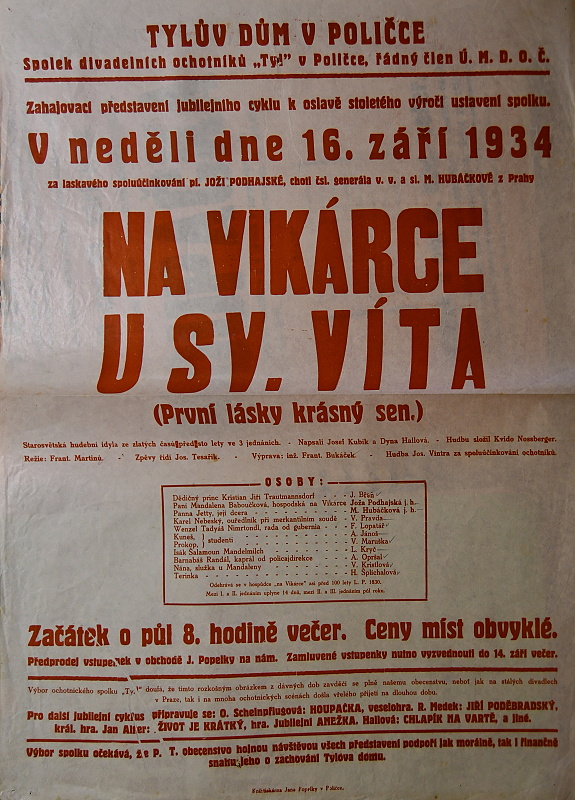 TYLŮV DŮM V POLIČCE
Spolek divadelních ochotníků „Tyl“ v Poličce, řádný člen Ú. M. D. O. Č.
Zahajovací představení jubilejního cyklu k oslavě stoletého výročí ustavení spolku.
V neděli dne 16. září 1934
za laskavého spoluúčinkování pí. JOŽI PODHAJSKÉ, choti čsl. generála v. v. a sl. M. HUBÁČKOVÉ z Prahy
NA VIKÁRCE
U SV. VÍTA
(První lásky krásný sen.)
Starosvětská hudební idyla ze zlatých časů před sto lety ve 3 jednáních. - Napsali Josef Kubík a Dyna Hallová. - Hudbu složil Kvido Nossberger.
Režie: Frant. Martinů. - Zpěvy řídí Jos. Tesařík. - Výprava: inž. Frant. Bukáček. - Hudba Jos. Vintra za spoluúčinkování ochotníků.
OSOBY:
Dědičný princ Kristian Jiří Trautmannsdorf - - - J. Běsň
Paní Mandalena Baboučková, hospodská na Vikárce Joža Podhajská j. h.
Panna Jetty, její dcera - - - M. Hubáčková j. h.
Karel Nebeský, ouředlník při merkantilním soudě - V. Pravda
Wenzel Tadyáš Nimrtondl, rada od gubernia - - F. Lopatář
Kuneš, } studenti - - - A. János
Prokop, - - - V. Maruška
Isák Salamoun Mandelmilch - - - L. Kryč
Barnabáš Randál, kaprál od policajdirekce - - A. Opršal
Nána, služka u Mandaleny - - - V. Kristlová
Terinka - - - H. Šplíchalová
Odehrává se v hospůdce „na Vikárce“ asi před 100 lety L. P. 1830.
Mezi I. a II. jednáním uplyne 14 dnů, mezi II. a III. jednáním půl roku.
Začátek o půl 8. hodině večer. Ceny míst obvyklé.
Předprodej vstupenek v obchodě J. Popelky na nám. Zamluvené vstupenky nutno vyzvednouti do 14. září večer.
Výbor ochotnického spolku „Tyl“ doufá, že tímto rozkošným obrázkem z dávných dob zavděčí se plně našemu obecenstvu, neboť jak na stálých divadlech
v Praze, tak i na mnoha ochotnických scénách došla vřelého přijetí na dlouhou dobu.
Pro další jubilejní cyklus připravuje se: O. Scheinpflugová: HOUPAČKA, veselohra. R. Medek: JIŘÍ PODĚBRADSKÝ,
král. hra. Jan Alter: ŽIVOT JE KRÁTKÝ, hra. Jubilejní ANEŽKA. Hallová: CHLAPÍK NA VARTĚ, a jiné.
Výbor spolku očekává, že P. T. obecenstvo hojnou návštěvou všech představení podpoří jak morálně, tak i finančně
snahu jeho o zachování Tylova domu.
Knihtiskárna Jana Popelky v Poličce.